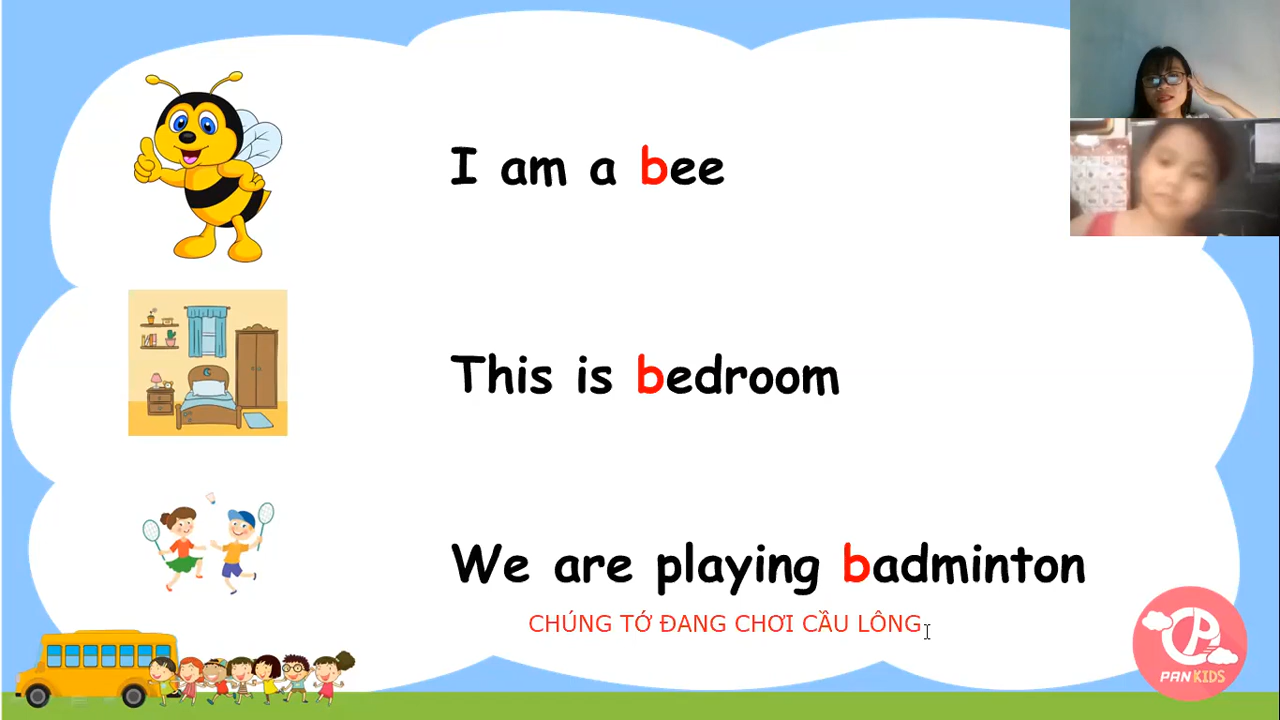 I am a bee
This is bedroom
We are playing badminton
CHÚNG TỚ ĐANG CHƠI CẦU LÔNG
PAN KIDS